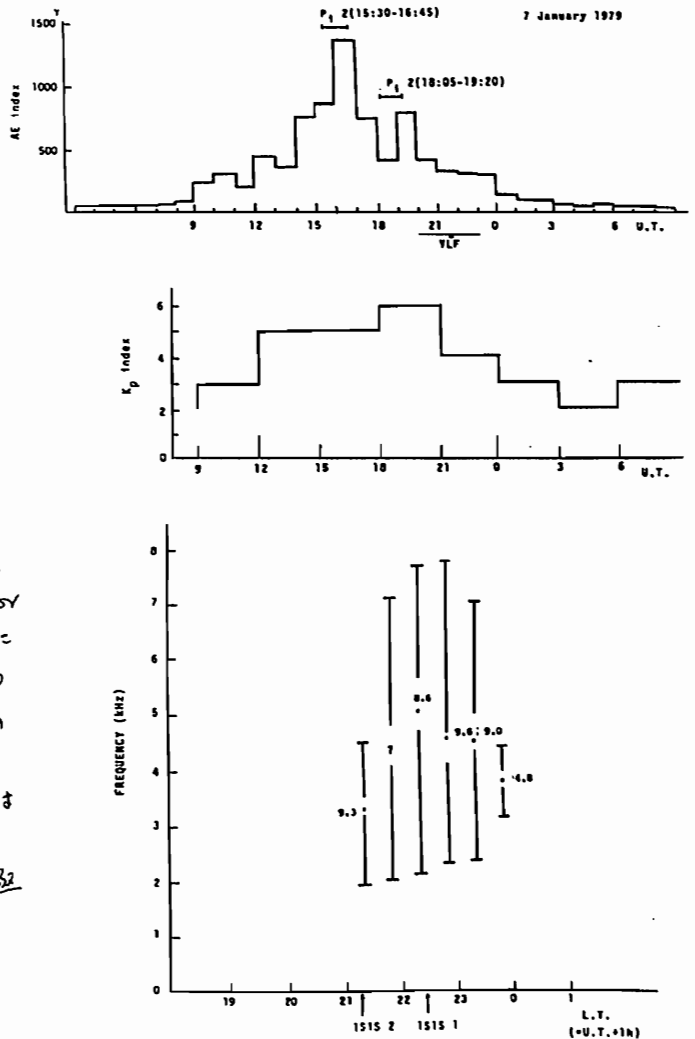 γ P₁ 2(15:30-16:45) 7 January 1979
1500
P₁ 2(18:05-19:20)
1000
AE index
500
0
9 12 15 18 21 0 3 6 U.T.
VLF
6
4
Kp index
2
0
9 12 15 18 21 0 3 6 U.T.
8
7
6
8.6
5
9.6 9.0
7
FREQUENCY (kHz)
4
4.8
9.3
3
2
1
0
19 20 21 22 23 0 1 L.T.
ISIS 2 ISIS 1 (=U.T.+1h)